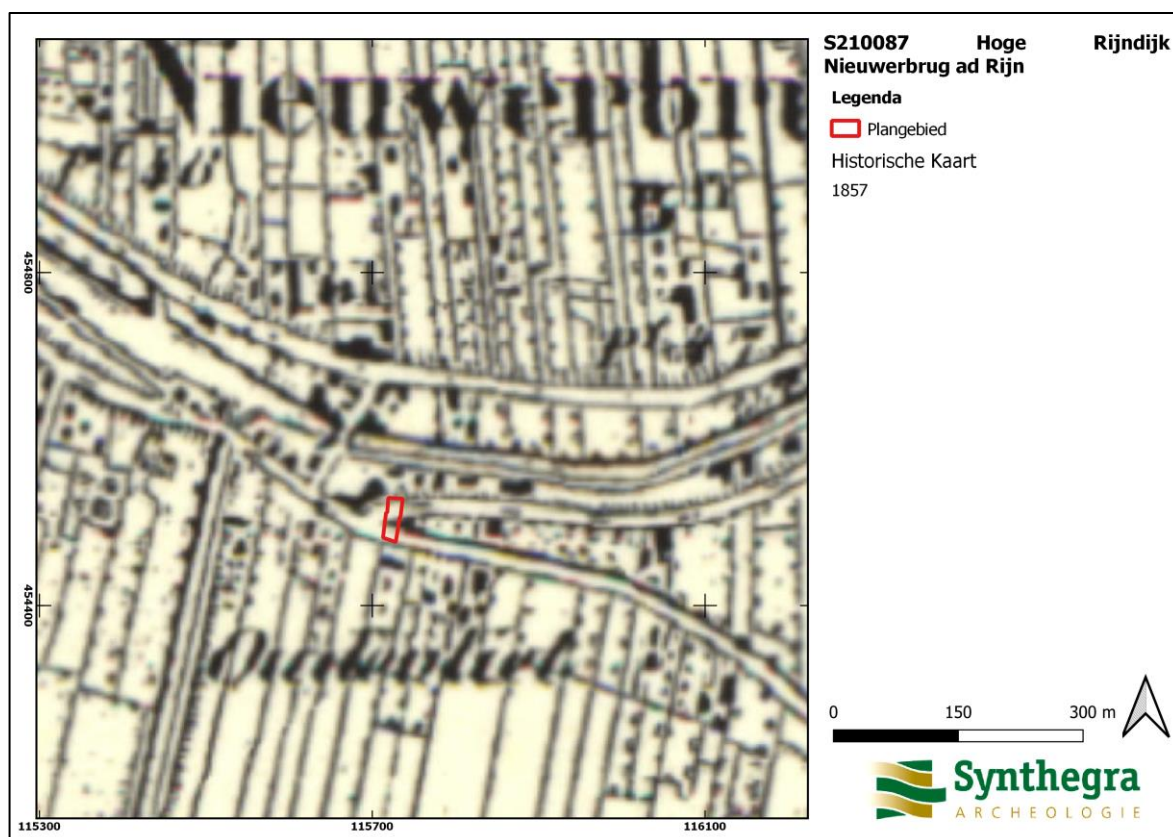 S210087 Hoge Rijndijk
Nieuwerbrug ad Rijn
Legenda
Plangebied
Historische Kaart
1857
454800
454400
115300
115700
116100
0 150 300 m
Synthegra
ARCHEOLOGIE